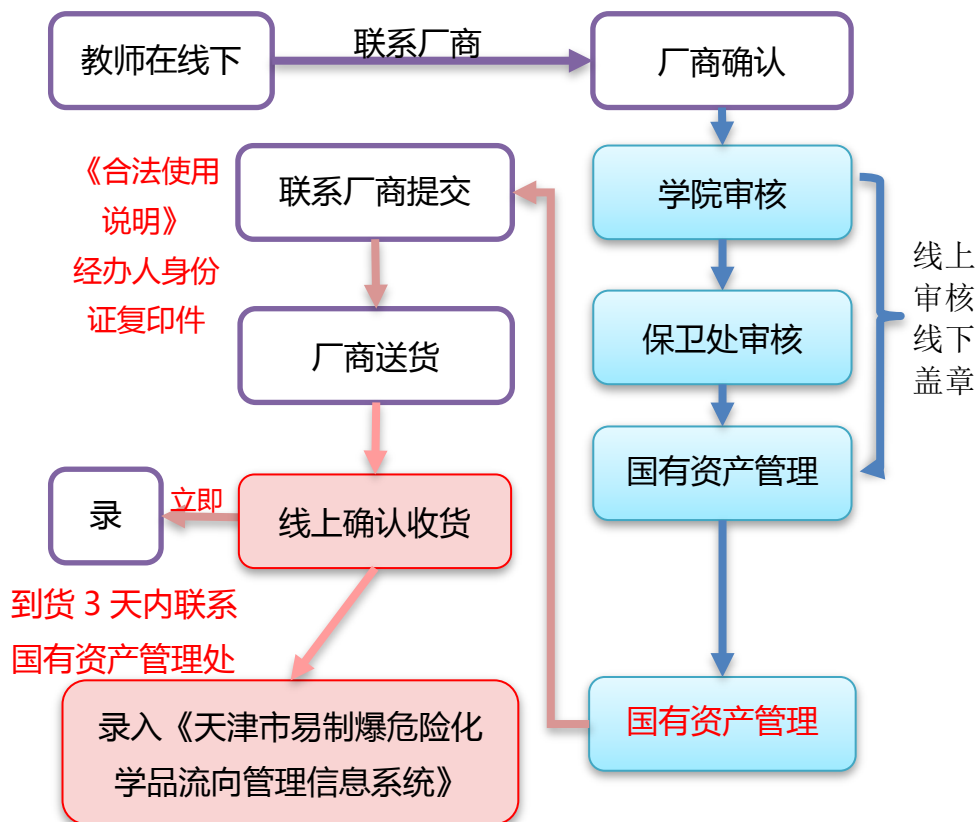 教师在线下
联系厂商
厂商确认
《合法使用
说明》
经办人身份
证复印件
联系厂商提交
学院审核
线上
审核
线下
盖章
厂商送货
保卫处审核
国有资产管理
录
立即
线上确认收货
到货 3 天内联系
国有资产管理处
国有资产管理
录入《天津市易制爆危险化
学品流向管理信息系统》